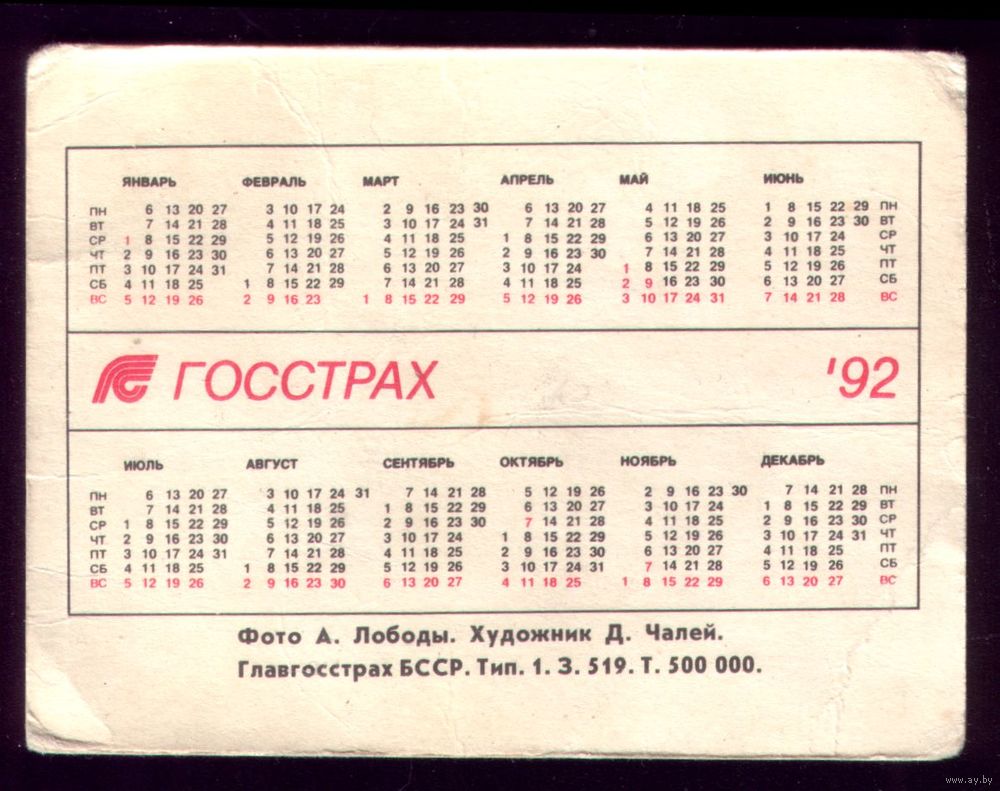 ЯНВАРЬ ФЕВРАЛЬ МАРТ АПРЕЛЬ МАЙ ИЮНЬ
ПН 6 13 20 27 3 10 17 24 2 9 16 23 30 6 13 20 27 4 11 18 25 1 8 15 22 29 ПН
ВТ 7 14 21 28 4 11 18 25 3 10 17 24 31 7 14 21 28 5 12 19 26 2 9 16 23 30 ВТ
СР 1 8 15 22 29 5 12 19 26 4 11 18 25 1 8 15 22 29 6 13 20 27 3 10 17 24 СР
ЧТ 2 9 16 23 30 6 13 20 27 5 12 19 26 2 9 16 23 30 7 14 21 28 4 11 18 25 ЧТ
ПТ 3 10 17 24 31 7 14 21 28 6 13 20 27 3 10 17 24 1 8 15 22 29 5 12 19 26 ПТ
СБ 4 11 18 25 1 8 15 22 29 7 14 21 28 4 11 18 25 2 9 16 23 30 6 13 20 27 СБ
ВС 5 12 19 26 2 9 16 23 1 8 15 22 29 5 12 19 26 3 10 17 24 31 7 14 21 28 ВС
ГОССТРАХ '92
ИЮЛЬ АВГУСТ СЕНТЯБРЬ ОКТЯБРЬ НОЯБРЬ ДЕКАБРЬ
ПН 6 13 20 27 3 10 17 24 31 7 14 21 28 5 12 19 26 2 9 16 23 30 7 14 21 28 ПН
ВТ 7 14 21 28 4 11 18 25 1 8 15 22 29 6 13 20 27 3 10 17 24 1 8 15 22 29 ВТ
СР 1 8 15 22 29 5 12 19 26 2 9 16 23 30 7 14 21 28 4 11 18 25 2 9 16 23 30 СР
ЧТ 2 9 16 23 30 6 13 20 27 3 10 17 24 1 8 15 22 29 5 12 19 26 3 10 17 24 31 ЧТ
ПТ 3 10 17 24 31 7 14 21 28 4 11 18 25 2 9 16 23 30 6 13 20 27 4 11 18 25 ПТ
СБ 4 11 18 25 1 8 15 22 29 5 12 19 26 3 10 17 24 31 7 14 21 28 5 12 19 26 СБ
ВС 5 12 19 26 2 9 16 23 30 6 13 20 27 4 11 18 25 1 8 15 22 29 6 13 20 27 ВС
Фото А. Лободы. Художник Д. Чалей.
Главгосстрах БССР. Тип. 1. З. 519. Т. 500 000.
www.ay.by